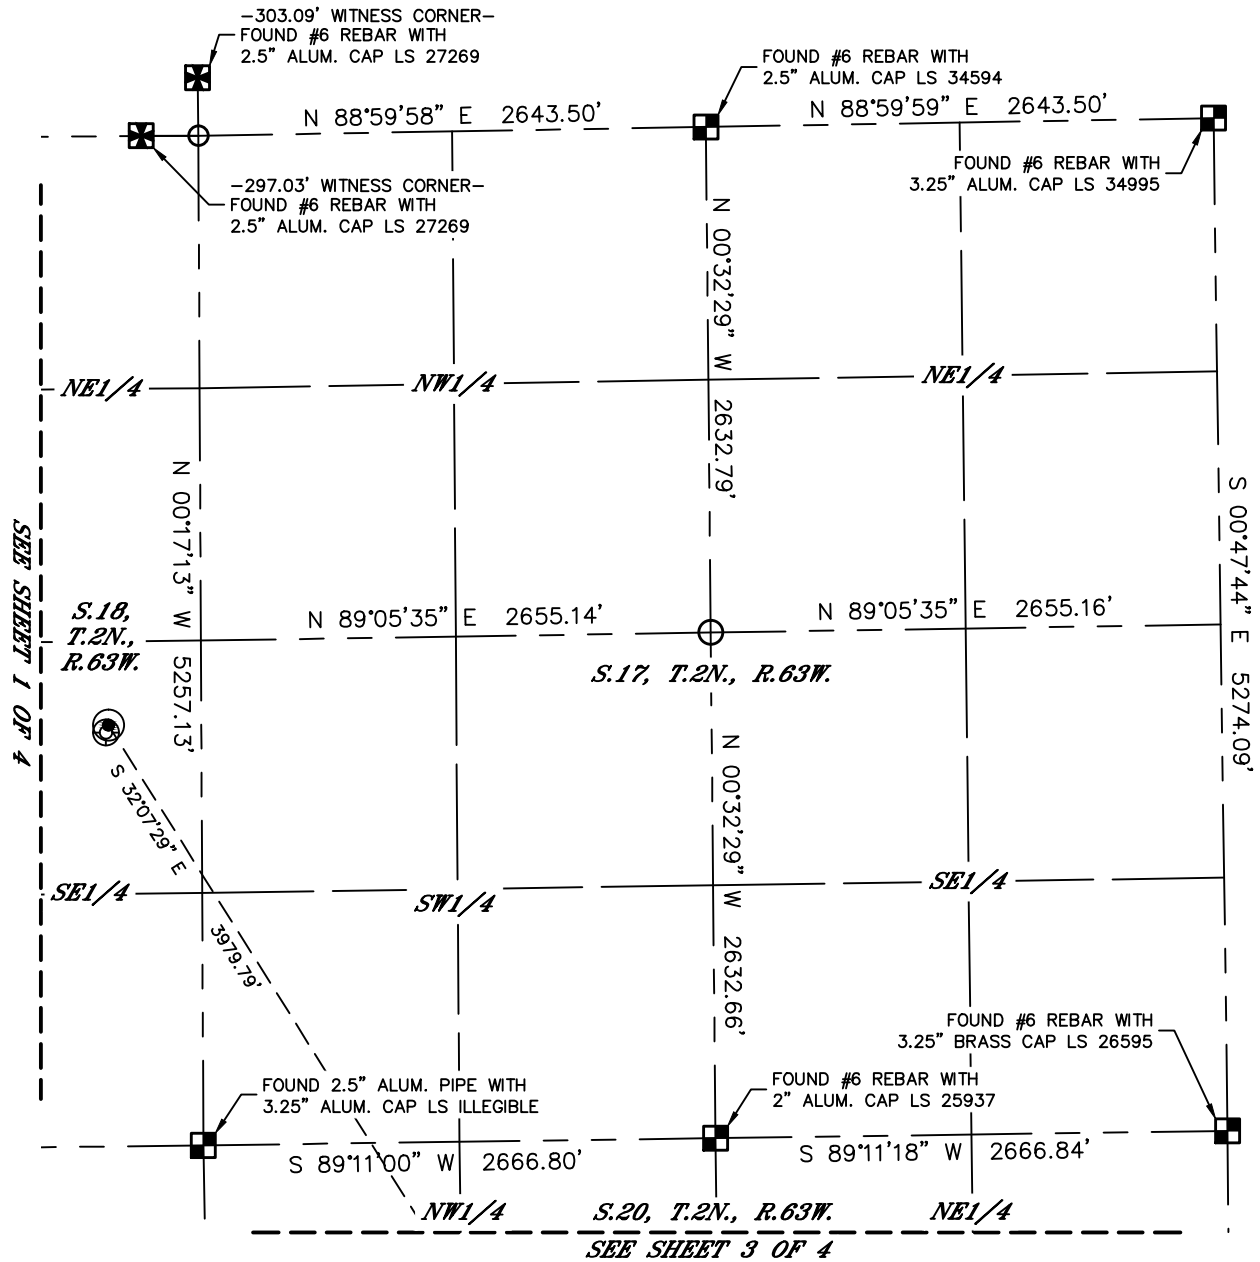 -303.09' WITNESS CORNER-
FOUND #6 REBAR WITH
2.5" ALUM. CAP LS 27269
FOUND #6 REBAR WITH
2.5" ALUM. CAP LS 34594
N 88°59'58" E 2643.50'
N 88°59'59" E 2643.50'
FOUND #6 REBAR WITH
3.25" ALUM. CAP LS 34995
-297.03' WITNESS CORNER-
FOUND #6 REBAR WITH
2.5" ALUM. CAP LS 27269
N 00°32'29" W 2632.79'
NE1/4
NW1/4
NE1/4
N 00°17'13" W 5257.13'
S 00°47'44" E 5274.09'
SEE SHEET 1 OF 4
S.18,
T.2N.,
R.63W.
N 89°05'35" E 2655.14'
N 89°05'35" E 2655.16'
S.17, T.2N., R.63W.
S 32°07'29" E 3979.79'
N 00°32'29" W 2632.66'
SE1/4
SW1/4
SE1/4
FOUND #6 REBAR WITH
3.25" BRASS CAP LS 26595
FOUND 2.5" ALUM. PIPE WITH
3.25" ALUM. CAP LS ILLEGIBLE
FOUND #6 REBAR WITH
2" ALUM. CAP LS 25937
S 89°11'00" W 2666.80'
S 89°11'18" W 2666.84'
NW1/4
S.20, T.2N., R.63W.
NE1/4
SEE SHEET 3 OF 4